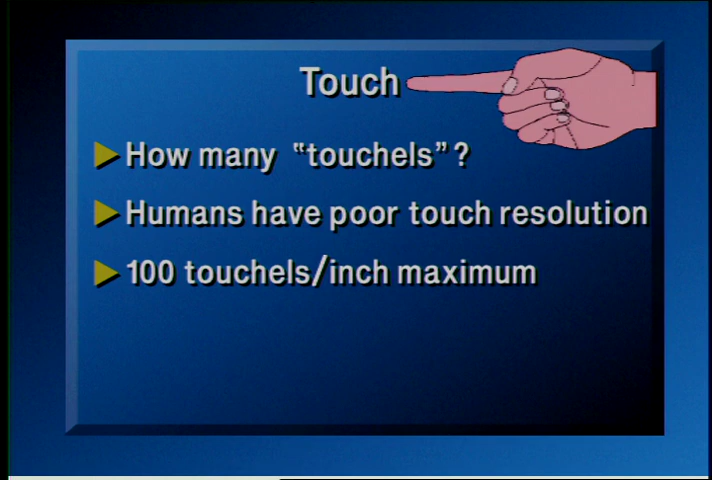 Touch
How many "touchels"?
Humans have poor touch resolution
100 touchels/inch maximum